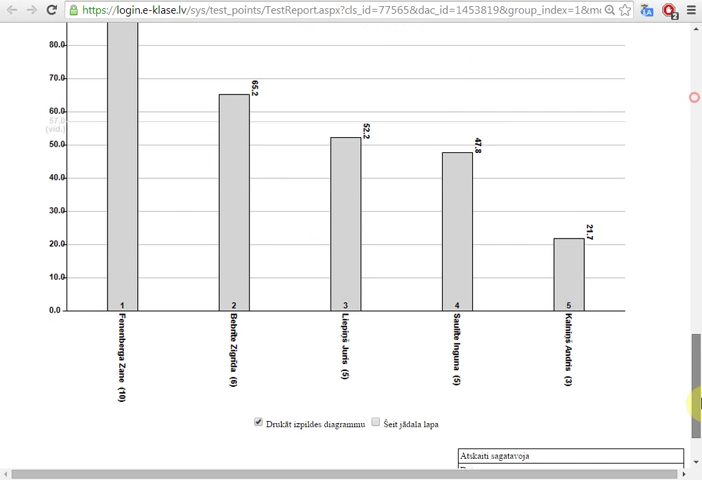 https://login.e-klase.lv/sys/test_points/TestReport.aspx?cls_id=77565&dac_id=1453819&group_index=1&mo
2
80.0
70.0
60.0
57.0
(vid.)
50.0
40.0
30.0
20.0
10.0
0.0
65.2
52.2
47.8
21.7
1
2
3
4
5
Fenenberga Zane (10)
Bebrīte Zigrīda (6)
Liepiņš Juris (5)
Saulīte Inguna (5)
Kalniņš Andris (3)
Drukāt izpildes diagrammu
Šeit jādala lapa
Atskaiti sagatavoja